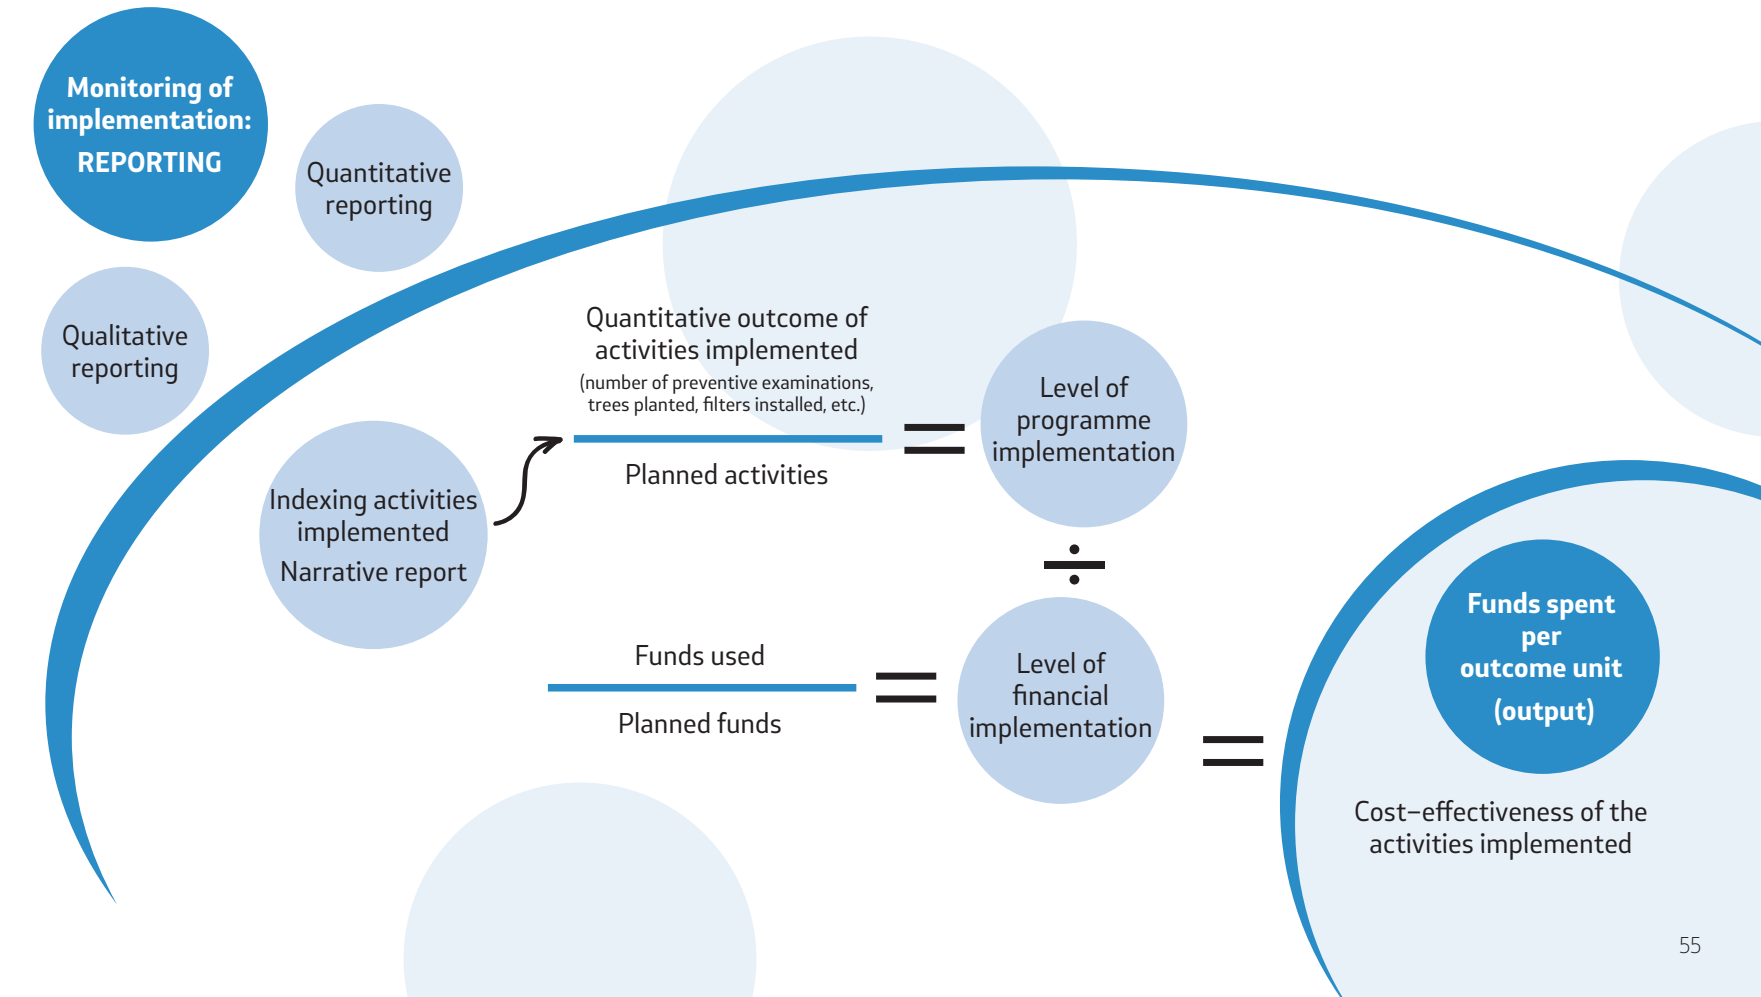 Monitoring of
implementation:
REPORTING
Quantitative
reporting
Qualitative
reporting
Indexing activities
implemented
Narrative report
Quantitative outcome of
activities implemented
(number of preventive examinations,
trees planted, filters installed, etc.)
Planned activities
=
Level of
programme
implementation
÷
Funds used
Planned funds
=
Level of
financial
implementation
=
Funds spent
per
outcome unit
(output)
Cost–effectiveness of the
activities implemented
55